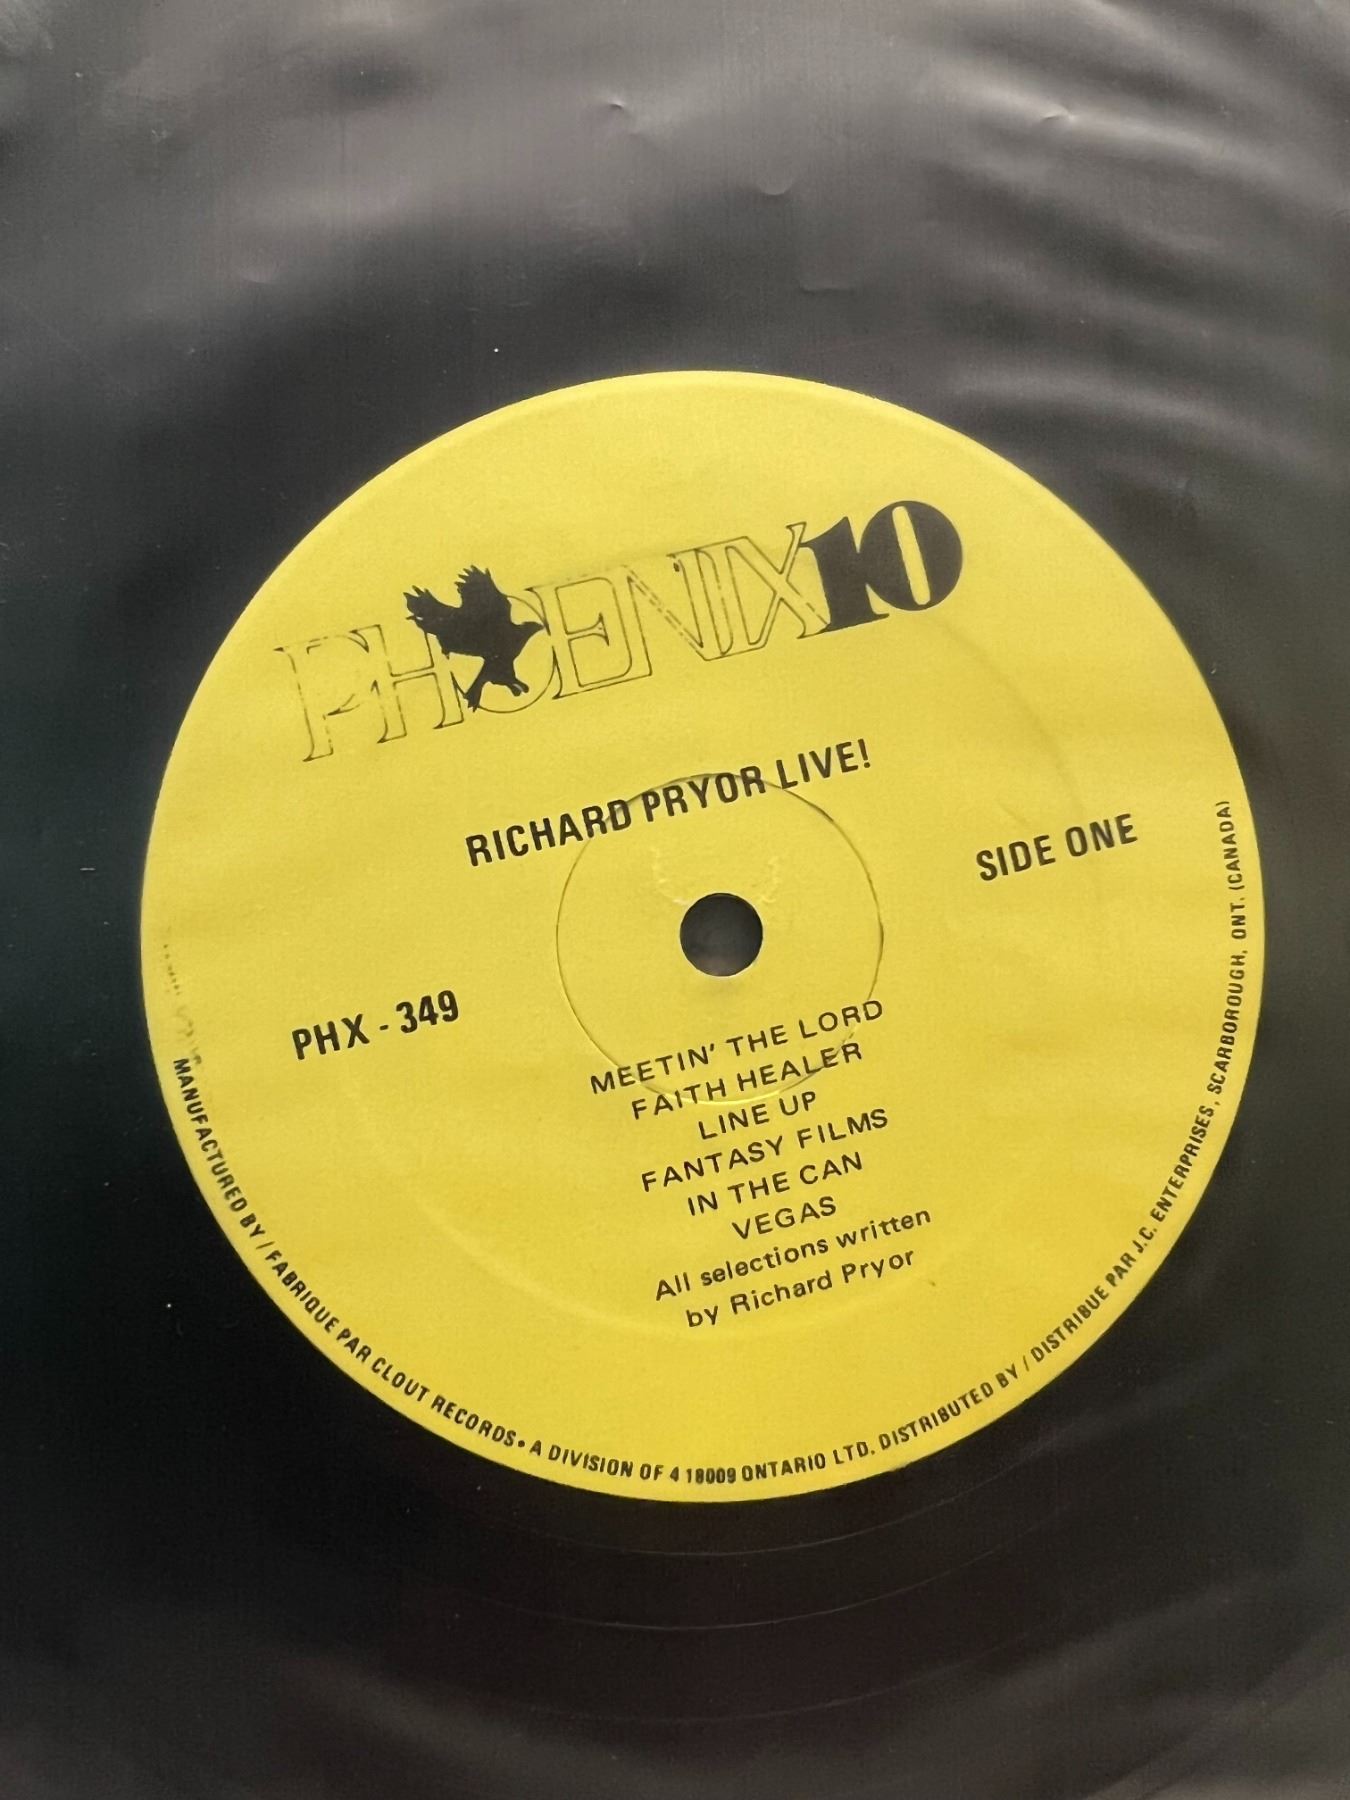 PHOENIX10
RICHARD PRYOR LIVE!
SIDE ONE
PHX - 349
MEETIN' THE LORD
FAITH HEALER
LINE UP
FANTASY FILMS
IN THE CAN
VEGAS
All selections written
by Richard Pryor
MANUFACTURED BY / FABRIQUE PAR CLOUT RECORDS • A DIVISION OF 418009 ONTARIO LTD. DISTRIBUTED BY / DISTRIBUE PAR J.C. ENTERPRISES, SCARBOROUGH, ONT. (CANADA)